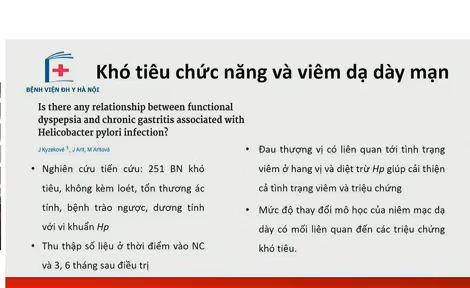 BỆNH VIỆN ĐH Y HÀ NỘI
Khó tiêu chức năng và viêm dạ dày mạn
Is there any relationship between functional
dyspepsia and chronic gastritis associated with
Helicobacter pylori infection?
J Kyzekové 1, J Arlt, M Arltová
• Nghiên cứu tiến cứu: 251 BN khó
tiêu, không kèm loét, tổn thương ác
tính, bệnh trào ngược, dương tính
với vi khuẩn Hp
• Thu thập số liệu ở thời điểm vào NC
và 3, 6 tháng sau điều trị
• Đau thượng vị có liên quan tới tình trạng
viêm ở hang vị và diệt trừ Hp giúp cải thiện
cả tình trạng viêm và triệu chứng
• Mức độ thay đổi mô học của niêm mạc dạ
dày có mối liên quan đến các triệu chứng
khó tiêu.